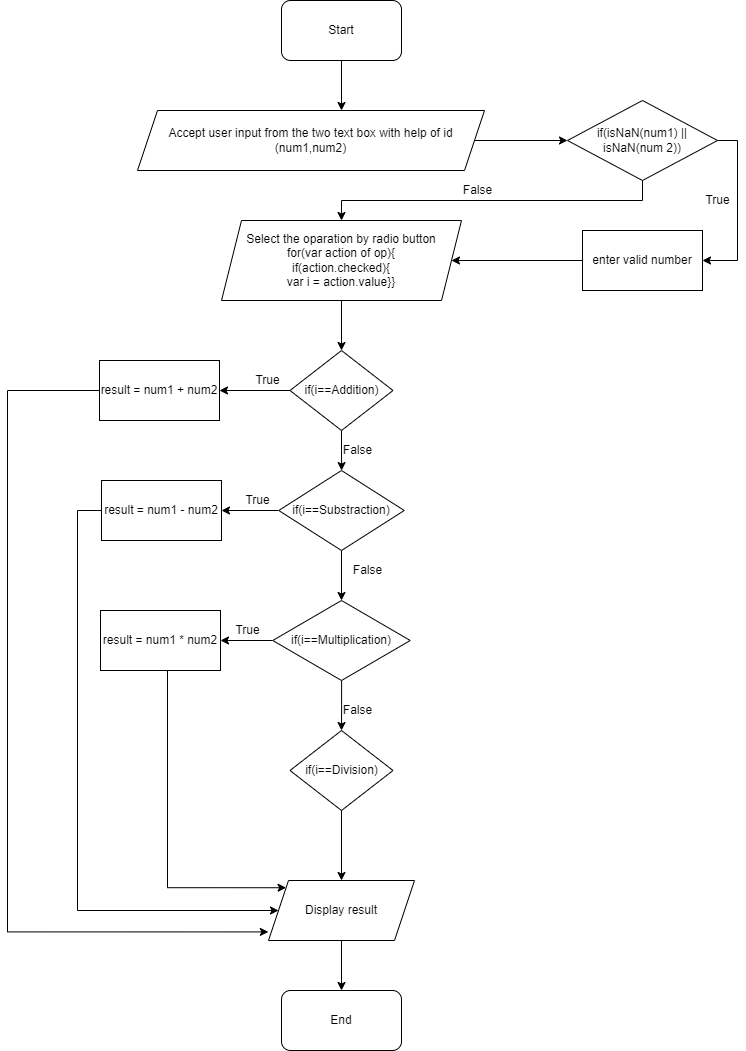 Start
Accept user input from the two text box with help of id
(num1,num2)
if(isNaN(num1) ||
isNaN(num 2))
False
True
Select the oparation by radio button
for(var action of op){
if(action.checked){
var i = action.value}}
enter valid number
True
result = num1 + num2
if(i==Addition)
False
True
result = num1 - num2
if(i==Substraction)
False
True
result = num1 * num2
if(i==Multiplication)
False
if(i==Division)
Display result
End